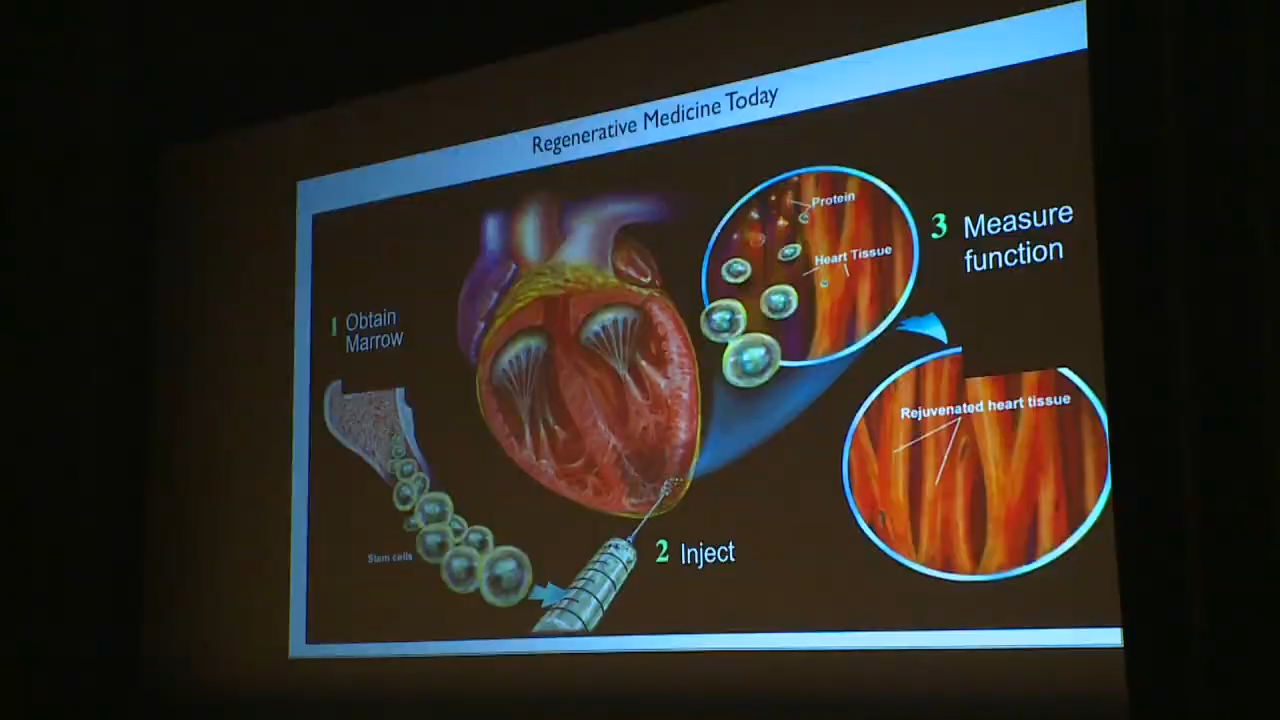 Regenerative Medicine Today
1 Obtain
Marrow
Stem cells
2 Inject
Protein
Heart Tissue
3 Measure
function
Rejuvenated heart tissue